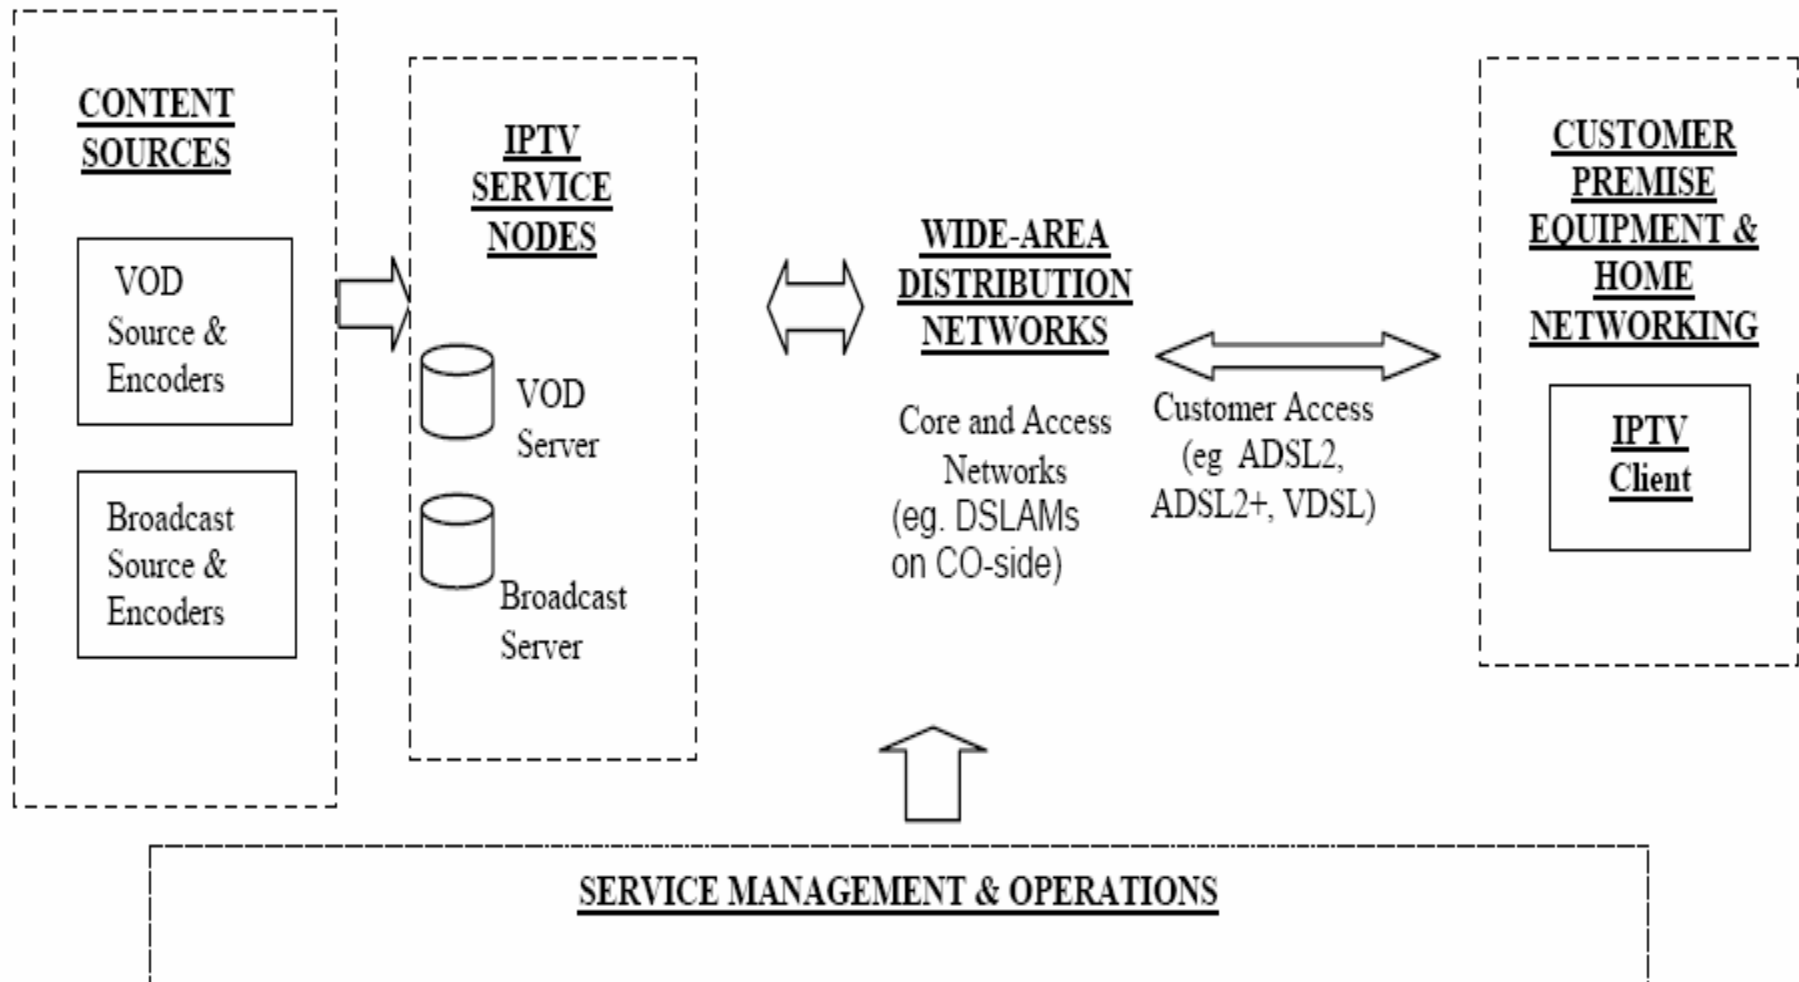 CONTENT
SOURCES
VOD
Source &
Encoders
Broadcast
Source &
Encoders
IPTV
SERVICE
NODES
VOD
Server
Broadcast
Server
WIDE-AREA
DISTRIBUTION
NETWORKS
Core and Access
Networks
(eg. DSLAMs
on CO-side)
Customer Access
(eg ADSL2,
ADSL2+, VDSL)
CUSTOMER
PREMISE
EQUIPMENT &
HOME
NETWORKING
IPTV
Client
SERVICE MANAGEMENT & OPERATIONS